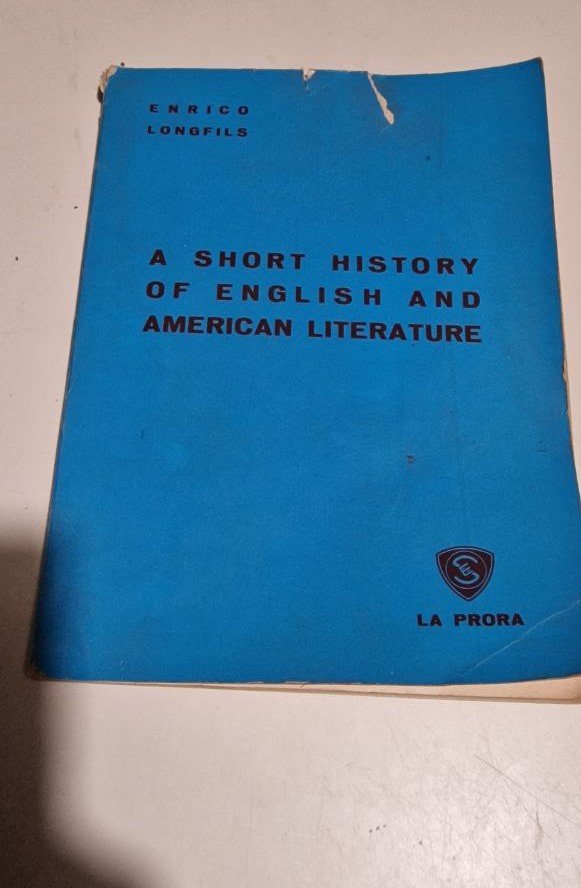 ENRICO
LONGFILS
A SHORT HISTORY
OF ENGLISH AND
AMERICAN LITERATURE
LA PRORA